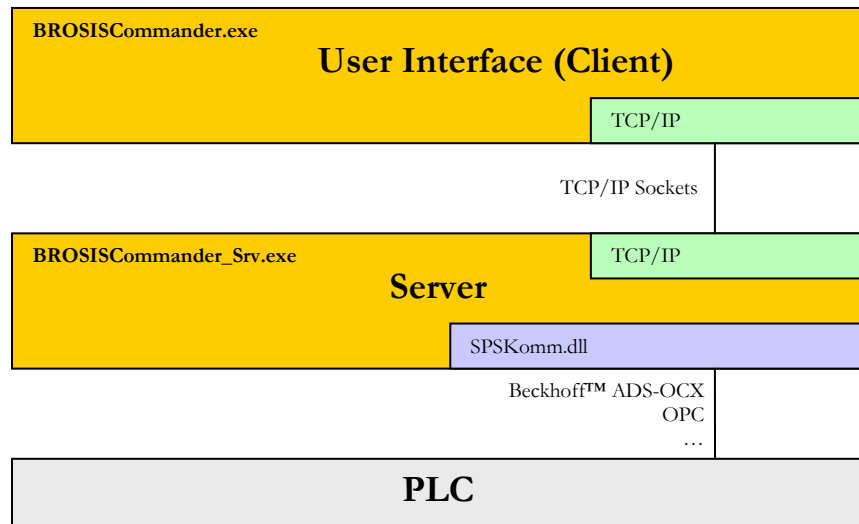 BROSISCommander.exe
User Interface (Client)
TCP/IP
TCP/IP Sockets
BROSISCommander_Srv.exe
TCP/IP
Server
SPSKomm.dll
Beckhoff™ ADS-OCX
OPC
…
PLC